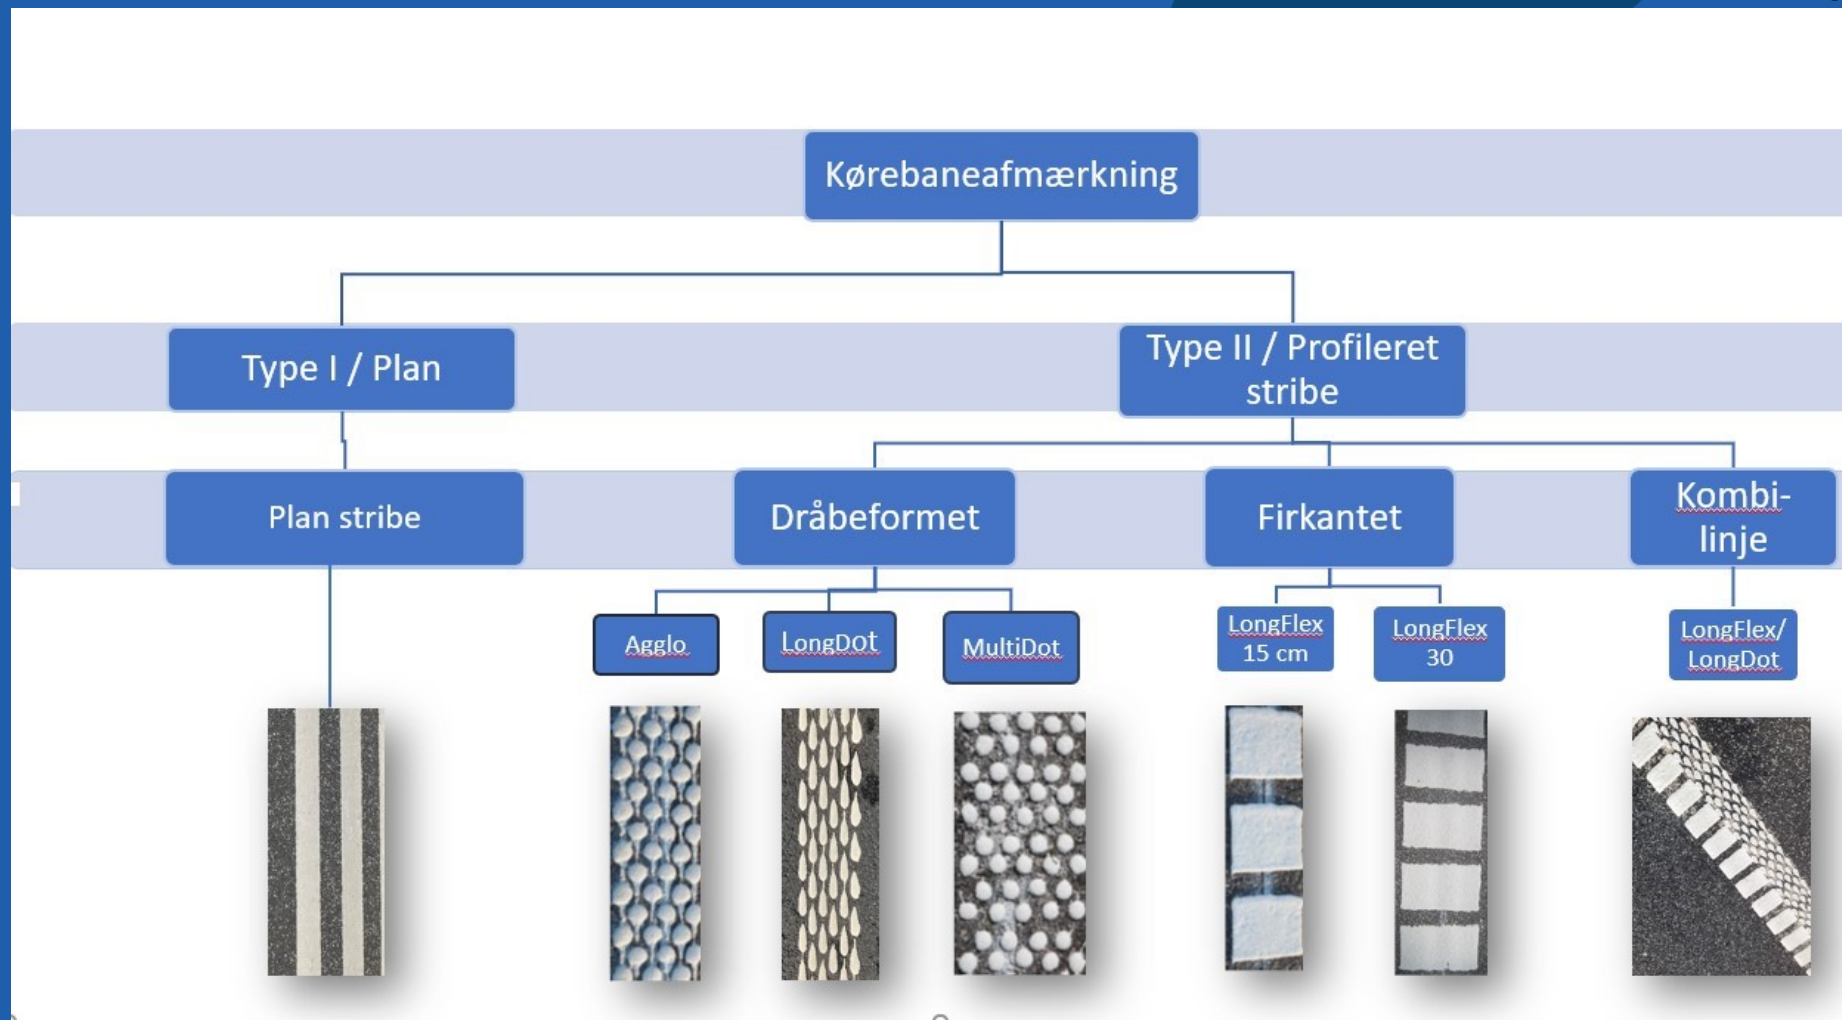 Kørebaneafmærkning
Type I / Plan
Type II / Profileret
stribe
Plan stribe
Dråbeformet
Firkantet
Kombi-
linje
Agglo
LongDot
MultiDot
LongFlex
15 cm
LongFlex
30
LongFlex/
LongDot